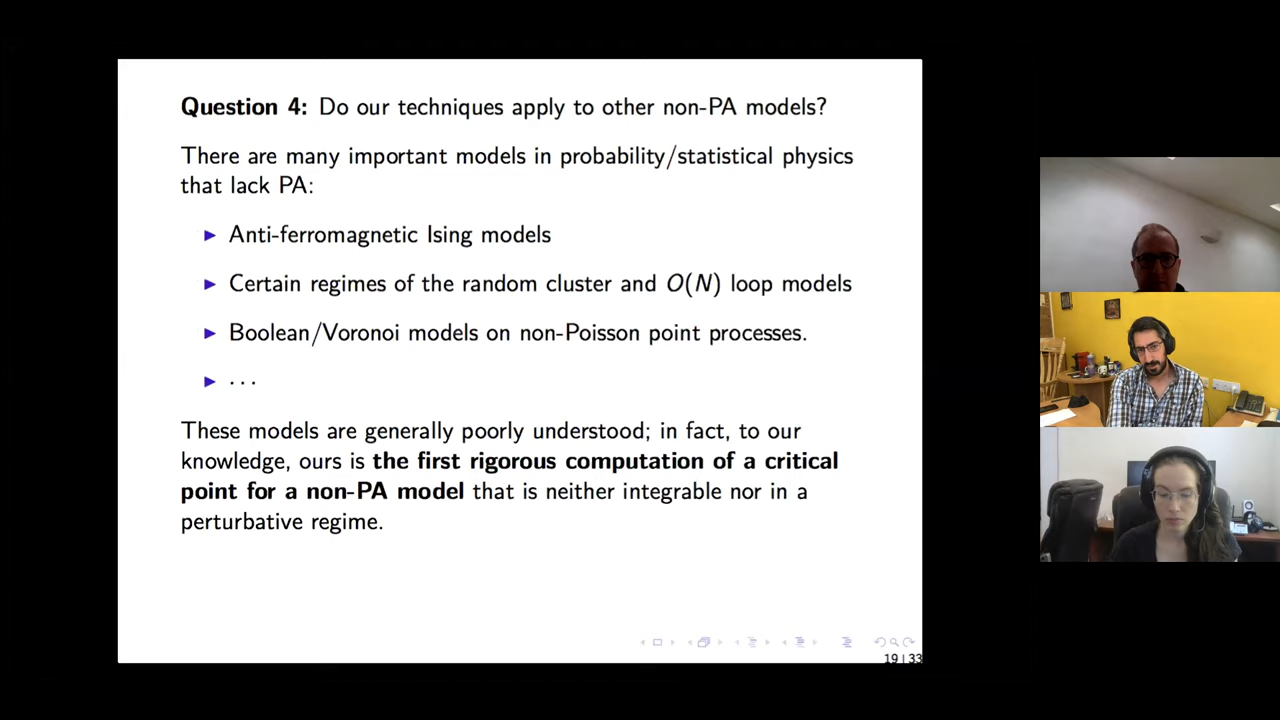 Question 4: Do our techniques apply to other non-PA models?
There are many important models in probability/statistical physics
that lack PA:
▶ Anti-ferromagnetic Ising models
▶ Certain regimes of the random cluster and O(N) loop models
▶ Boolean/Voronoi models on non-Poisson point processes.
▶ · · ·
These models are generally poorly understood; in fact, to our
knowledge, ours is the first rigorous computation of a critical
point for a non-PA model that is neither integrable nor in a
perturbative regime.
19 | 33